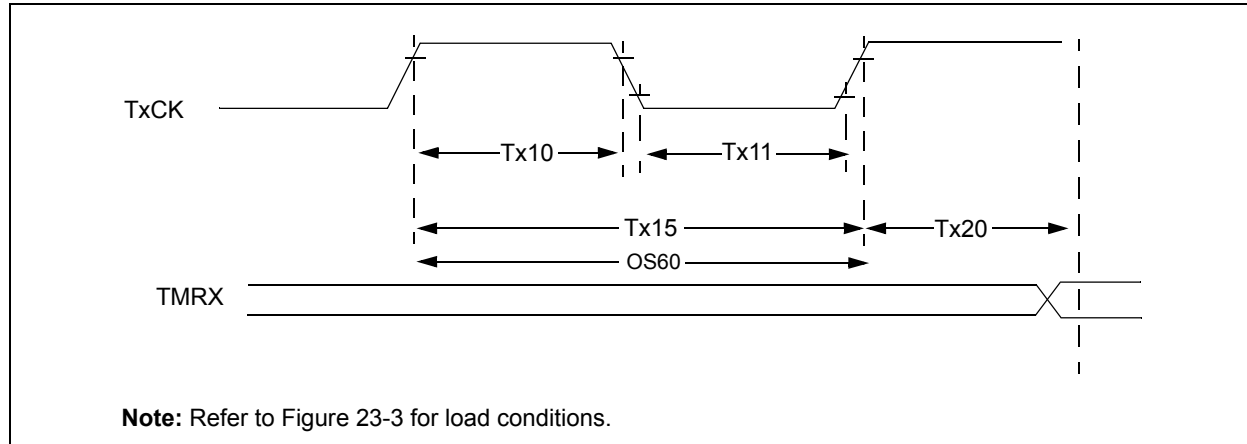 TxCK
Tx10
Tx11
Tx15
Tx20
OS60
TMRX
Note: Refer to Figure 23-3 for load conditions.